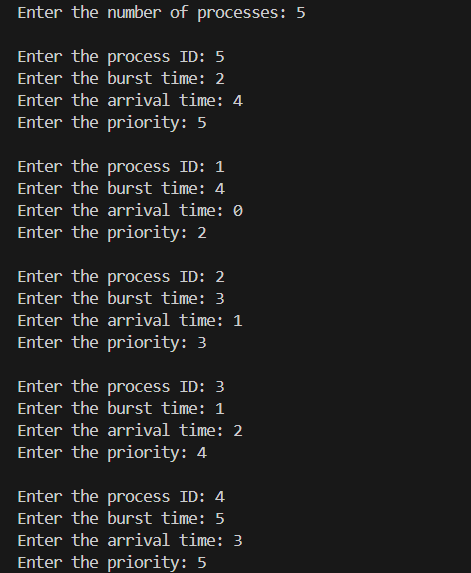 Enter the number of processes: 5
Enter the process ID: 5
Enter the burst time: 2
Enter the arrival time: 4
Enter the priority: 5
Enter the process ID: 1
Enter the burst time: 4
Enter the arrival time: 0
Enter the priority: 2
Enter the process ID: 2
Enter the burst time: 3
Enter the arrival time: 1
Enter the priority: 3
Enter the process ID: 3
Enter the burst time: 1
Enter the arrival time: 2
Enter the priority: 4
Enter the process ID: 4
Enter the burst time: 5
Enter the arrival time: 3
Enter the priority: 5